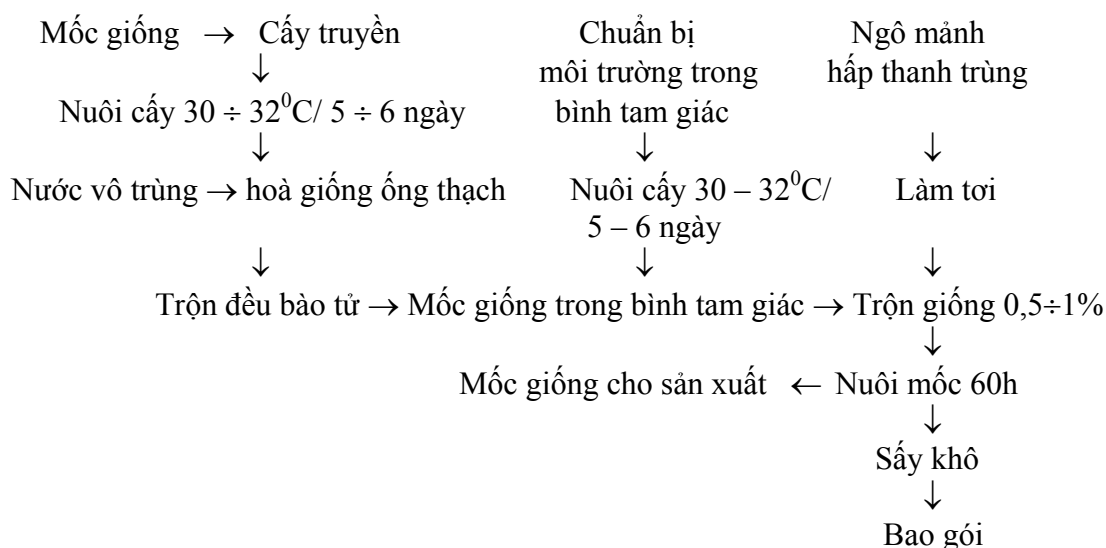 Mốc giống → Cấy truyền Chuẩn bị Ngô mảnh
↓ môi trường trong hấp thanh trùng
Nuôi cấy 30 ÷ 32⁰C/ 5 ÷ 6 ngày bình tam giác
↓ ↓ ↓
Nước vô trùng → hoà giống ống thạch Nuôi cấy 30 – 32⁰C/ Làm tơi
5 – 6 ngày
↓ ↓ ↓
Trộn đều bào tử → Mốc giống trong bình tam giác → Trộn giống 0,5÷1%
↓
Mốc giống cho sản xuất ← Nuôi mốc 60h
↓
Sấy khô
↓
Bao gói